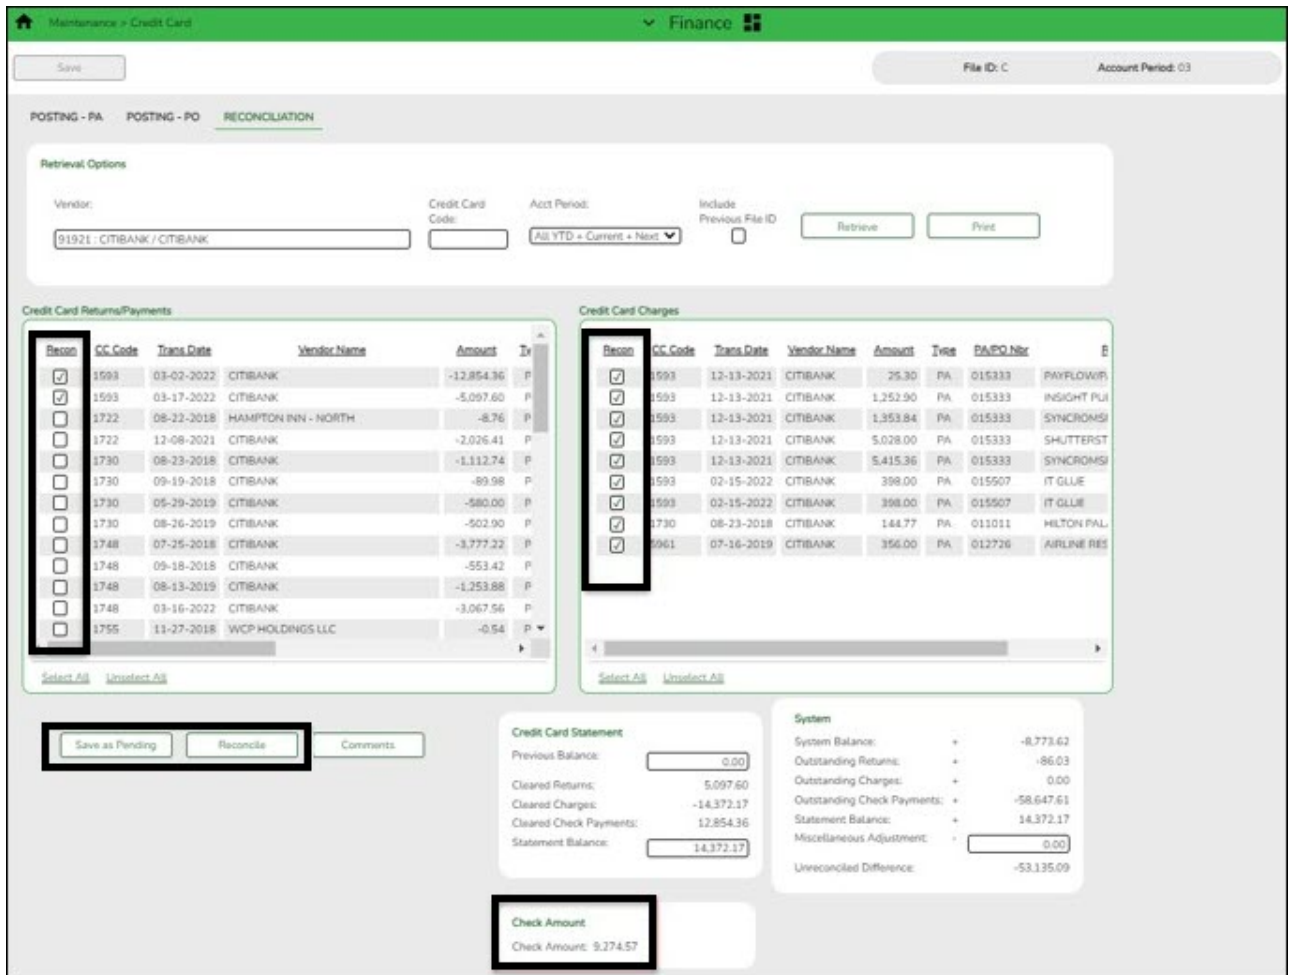 Maintenance > Credit Card
Finance
Save
File ID: C
Account Period: 03
POSTING - PA POSTING - PO RECONCILIATION
Retrieval Options
Vendor:
Credit Card Code:
Acct Period:
Include Previous File ID
91921 : CITIBANK / CITIBANK
All YTD + Current + Next
Retrieve
Print
Credit Card Returns/Payments
Recon CC Code Trans Date Vendor Name Amount Ty
1593 03-02-2022 CITIBANK -12,854.36 P
1593 03-17-2022 CITIBANK -5,097.60 P
1722 08-22-2018 HAMPTON INN - NORTH -8.76 P
1722 12-08-2021 CITIBANK -2,026.41 P
1730 08-23-2018 CITIBANK -1,112.74 P
1730 09-19-2018 CITIBANK -89.98 P
1730 05-29-2019 CITIBANK -580.00 P
1730 08-26-2019 CITIBANK -502.90 P
1748 07-25-2018 CITIBANK -3,777.22 P
1748 09-18-2018 CITIBANK -553.42 P
1748 08-13-2019 CITIBANK -1,253.88 P
1748 03-16-2022 CITIBANK -3,067.56 P
1755 11-27-2018 WCP HOLDINGS LLC -0.54 P
Select All Unselect All
Credit Card Charges
Recon CC Code Trans Date Vendor Name Amount Type PA/PO Nbr
1593 12-13-2021 CITIBANK 25.30 PA 015333 PAYFLOW/P
1593 12-13-2021 CITIBANK 1,252.90 PA 015333 INSIGHT PU
1593 12-13-2021 CITIBANK 1,353.84 PA 015333 SYNCROMS
1593 12-13-2021 CITIBANK 5,028.00 PA 015333 SHUTTERST
1593 12-13-2021 CITIBANK 5,415.36 PA 015333 SYNCROMS
1593 02-15-2022 CITIBANK 398.00 PA 015507 IT GLUE
1593 02-15-2022 CITIBANK 398.00 PA 015507 IT GLUE
1730 08-23-2018 CITIBANK 144.77 PA 011011 HILTON PAL
5961 07-16-2019 CITIBANK 356.00 PA 012726 AIRLINE RES
Select All Unselect All
Save as Pending
Reconcile
Comments
Credit Card Statement
Previous Balance: 0.00
Cleared Returns: 5,097.60
Cleared Charges: -14,372.17
Cleared Check Payments: 12,854.36
Statement Balance: 14,372.17
System
System Balance: + -8,773.62
Outstanding Returns: + -86.03
Outstanding Charges: + 0.00
Outstanding Check Payments: + -58,647.61
Statement Balance: + 14,372.17
Miscellaneous Adjustment: - 0.00
Unreconciled Difference: -53,135.09
Check Amount
Check Amount: 9,274.57